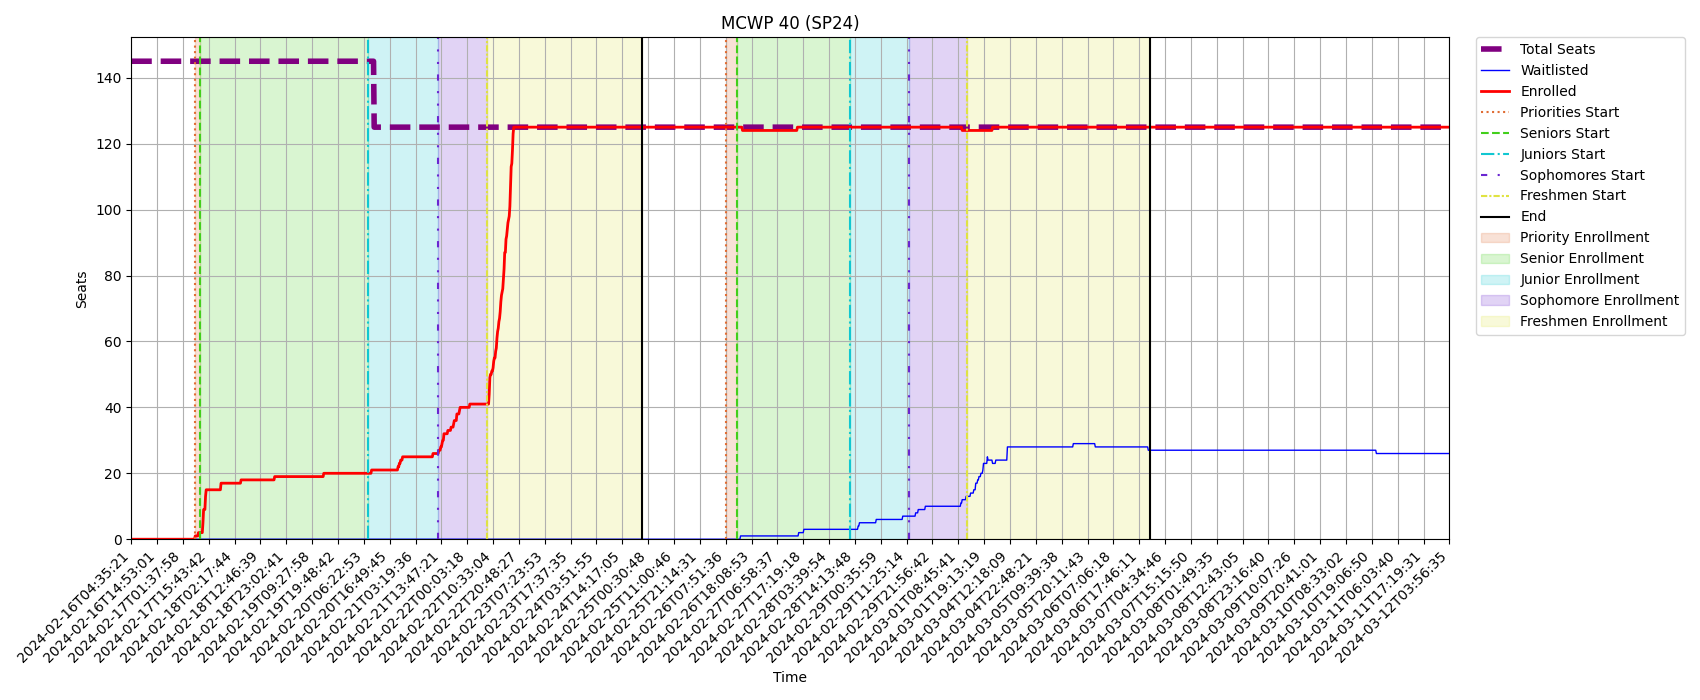 MCWP 40 (SP24)
Total Seats
Waitlisted
Enrolled
Priorities Start
Seniors Start
Juniors Start
Sophomores Start
Freshmen Start
End
Priority Enrollment
Senior Enrollment
Junior Enrollment
Sophomore Enrollment
Freshmen Enrollment
Seats
140
120
100
80
60
40
20
0
2024-02-16T04:35:21
2024-02-16T14:53:01
2024-02-17T01:37:58
2024-02-17T15:43:42
2024-02-18T02:17:44
2024-02-18T12:46:39
2024-02-18T23:02:41
2024-02-19T09:27:58
2024-02-19T19:48:42
2024-02-20T06:22:53
2024-02-20T16:49:45
2024-02-21T03:19:36
2024-02-21T13:47:21
2024-02-22T00:03:18
2024-02-22T10:33:04
2024-02-22T20:48:27
2024-02-23T07:23:53
2024-02-23T17:37:35
2024-02-24T03:51:55
2024-02-24T14:17:05
2024-02-25T00:30:48
2024-02-25T11:00:46
2024-02-25T21:14:31
2024-02-26T07:51:36
2024-02-26T18:08:53
2024-02-27T06:58:37
2024-02-27T17:19:18
2024-02-28T03:39:54
2024-02-28T14:13:48
2024-02-29T00:35:59
2024-02-29T11:25:14
2024-02-29T21:56:42
2024-03-01T08:45:41
2024-03-01T19:13:19
2024-03-04T12:18:09
2024-03-04T22:48:21
2024-03-05T09:39:38
2024-03-05T20:11:43
2024-03-06T07:06:18
2024-03-06T17:46:11
2024-03-07T04:34:46
2024-03-07T15:15:50
2024-03-08T01:49:35
2024-03-08T12:43:05
2024-03-08T23:16:40
2024-03-09T10:07:26
2024-03-09T20:41:01
2024-03-10T08:33:02
2024-03-10T19:06:50
2024-03-11T06:03:40
2024-03-11T17:19:31
2024-03-12T03:56:35
Time